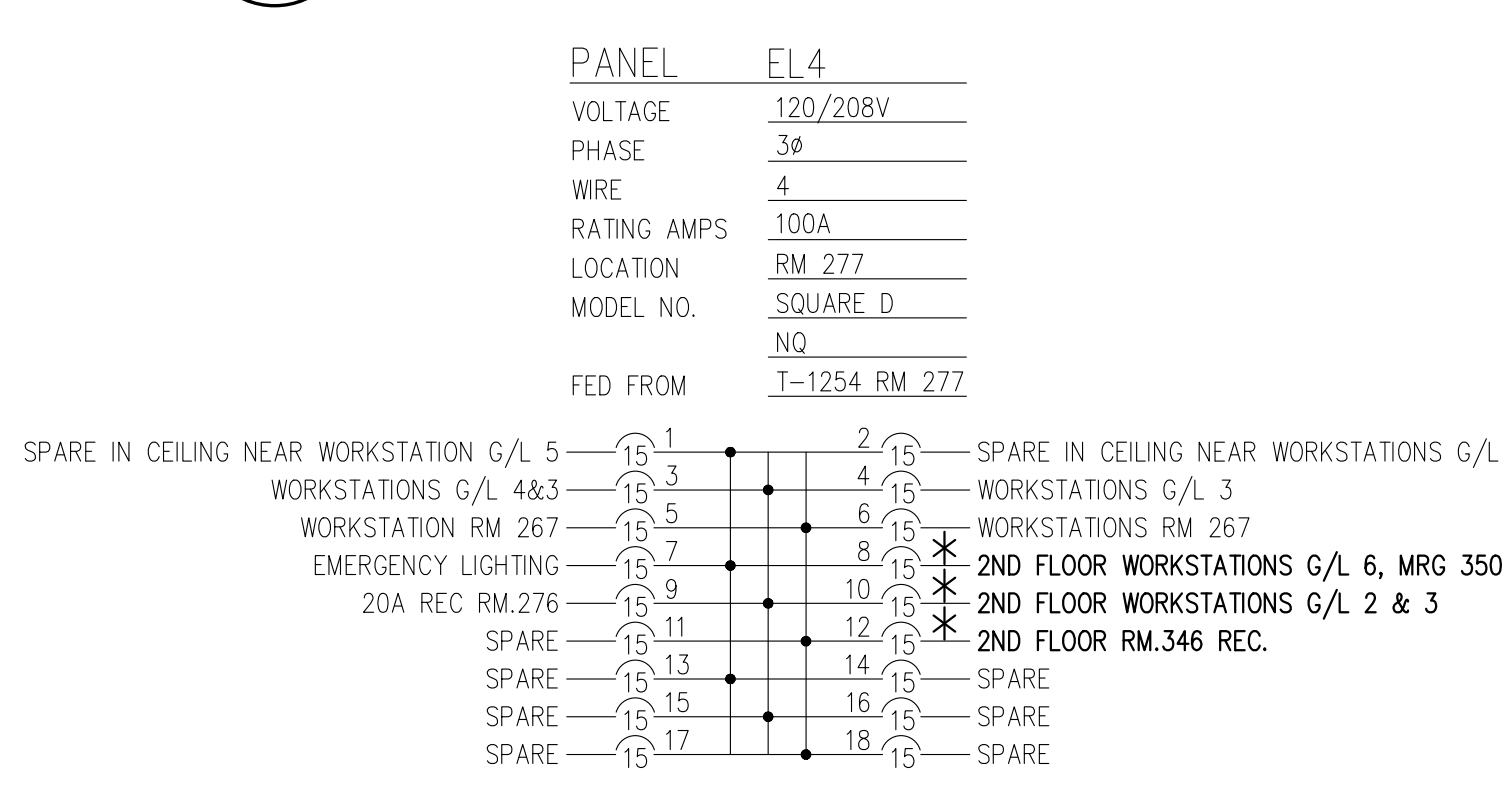 PANEL EL4
VOLTAGE 120/208V
PHASE 3ø
WIRE 4
RATING AMPS 100A
LOCATION RM 277
MODEL NO. SQUARE D
NQ
FED FROM T-1254 RM 277
SPARE IN CEILING NEAR WORKSTATION G/L 5 15 1 2 15 SPARE IN CEILING NEAR WORKSTATIONS G/L
WORKSTATIONS G/L 4&3 15 3 4 15 WORKSTATIONS G/L 3
WORKSTATION RM 267 15 5 6 15 WORKSTATIONS RM 267
EMERGENCY LIGHTING 15 7 8 15 2ND FLOOR WORKSTATIONS G/L 6, MRG 350
20A REC RM.276 15 9 10 15 2ND FLOOR WORKSTATIONS G/L 2 & 3
SPARE 15 11 12 15 2ND FLOOR RM.346 REC.
SPARE 15 13 14 15 SPARE
SPARE 15 15 16 15 SPARE
SPARE 15 17 18 15 SPARE